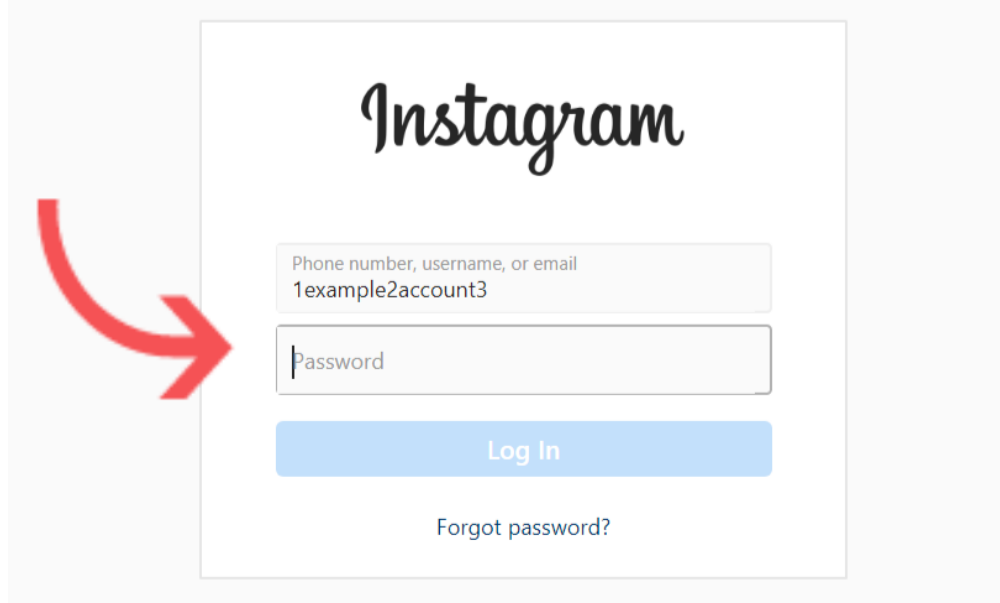 Instagram
Phone number, username, or email
1example2account3
Password
Log In
Forgot password?